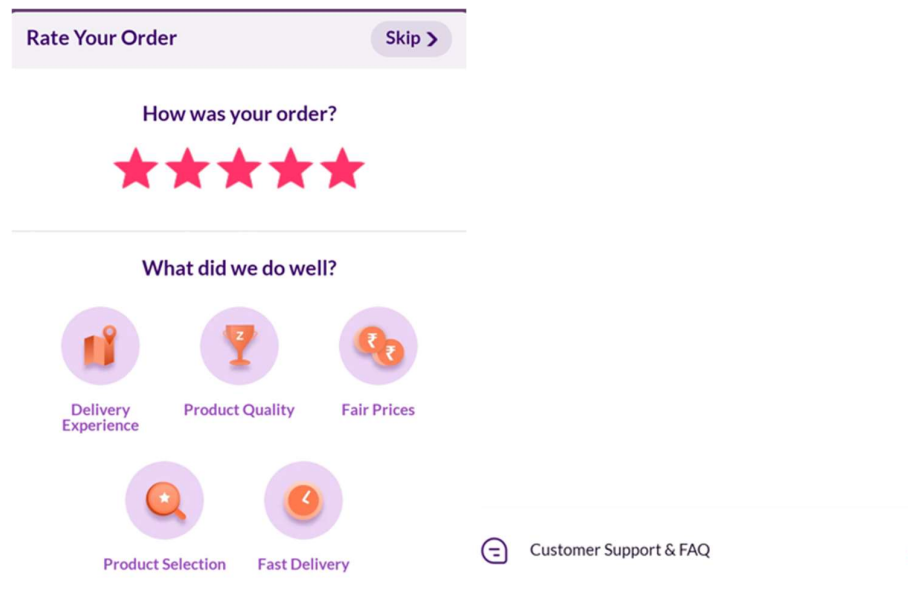 Rate Your Order
Skip
How was your order?
What did we do well?
Z
₹
₹
Delivery
Experience
Product Quality
Fair Prices
Product Selection
Fast Delivery
Customer Support & FAQ